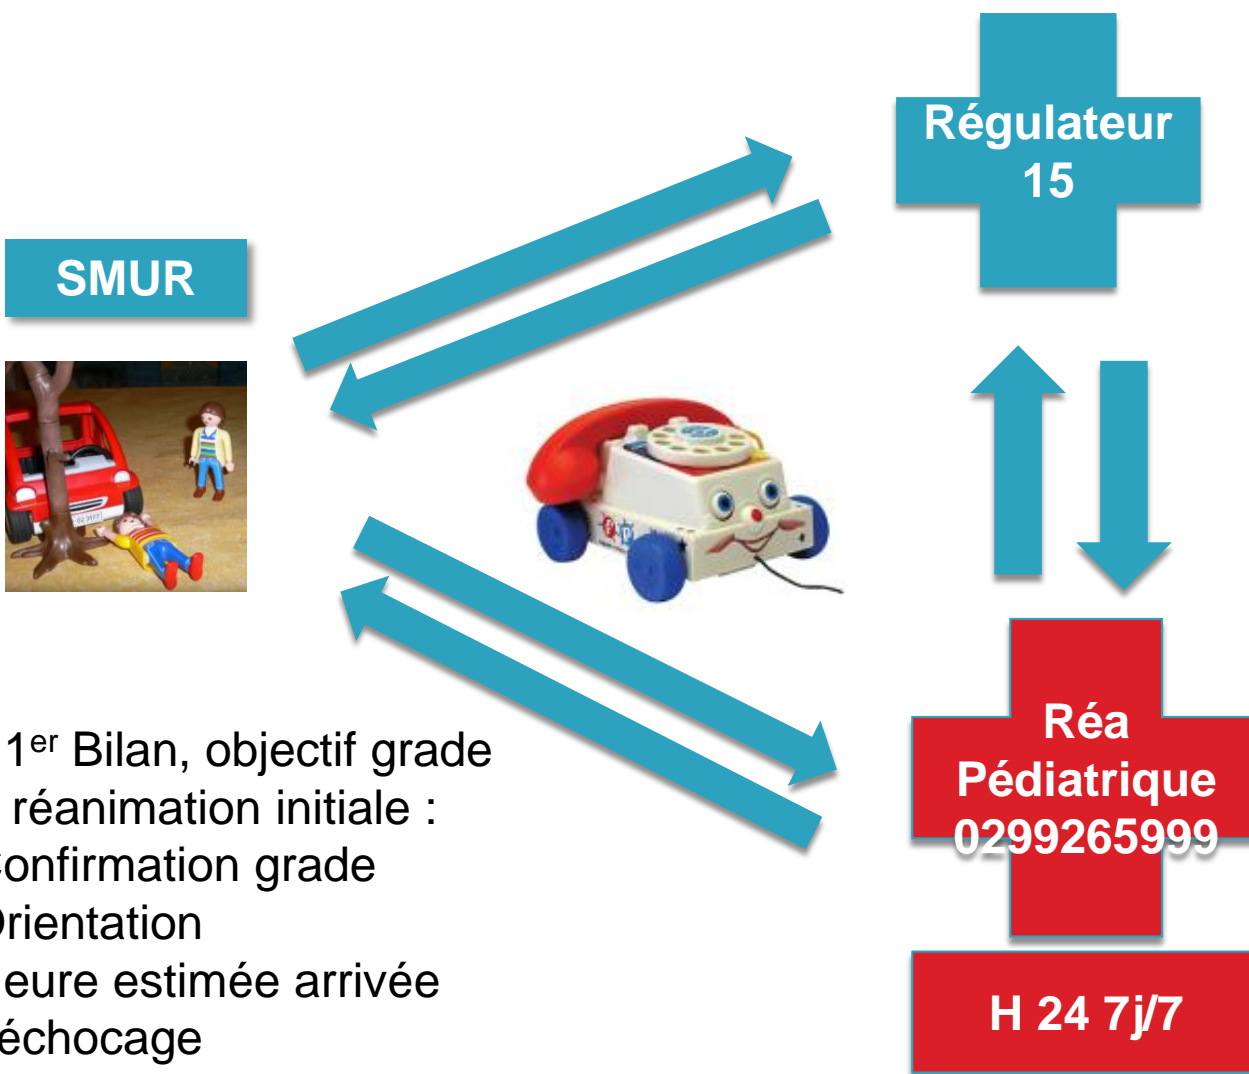 Régulateur
15
SMUR
1er Bilan, objectif grade
réanimation initiale :
onfirmation grade
rientation
eure estimée arrivée
échocage
Réa
Pédiatrique
0299265999
H 24 7j/7